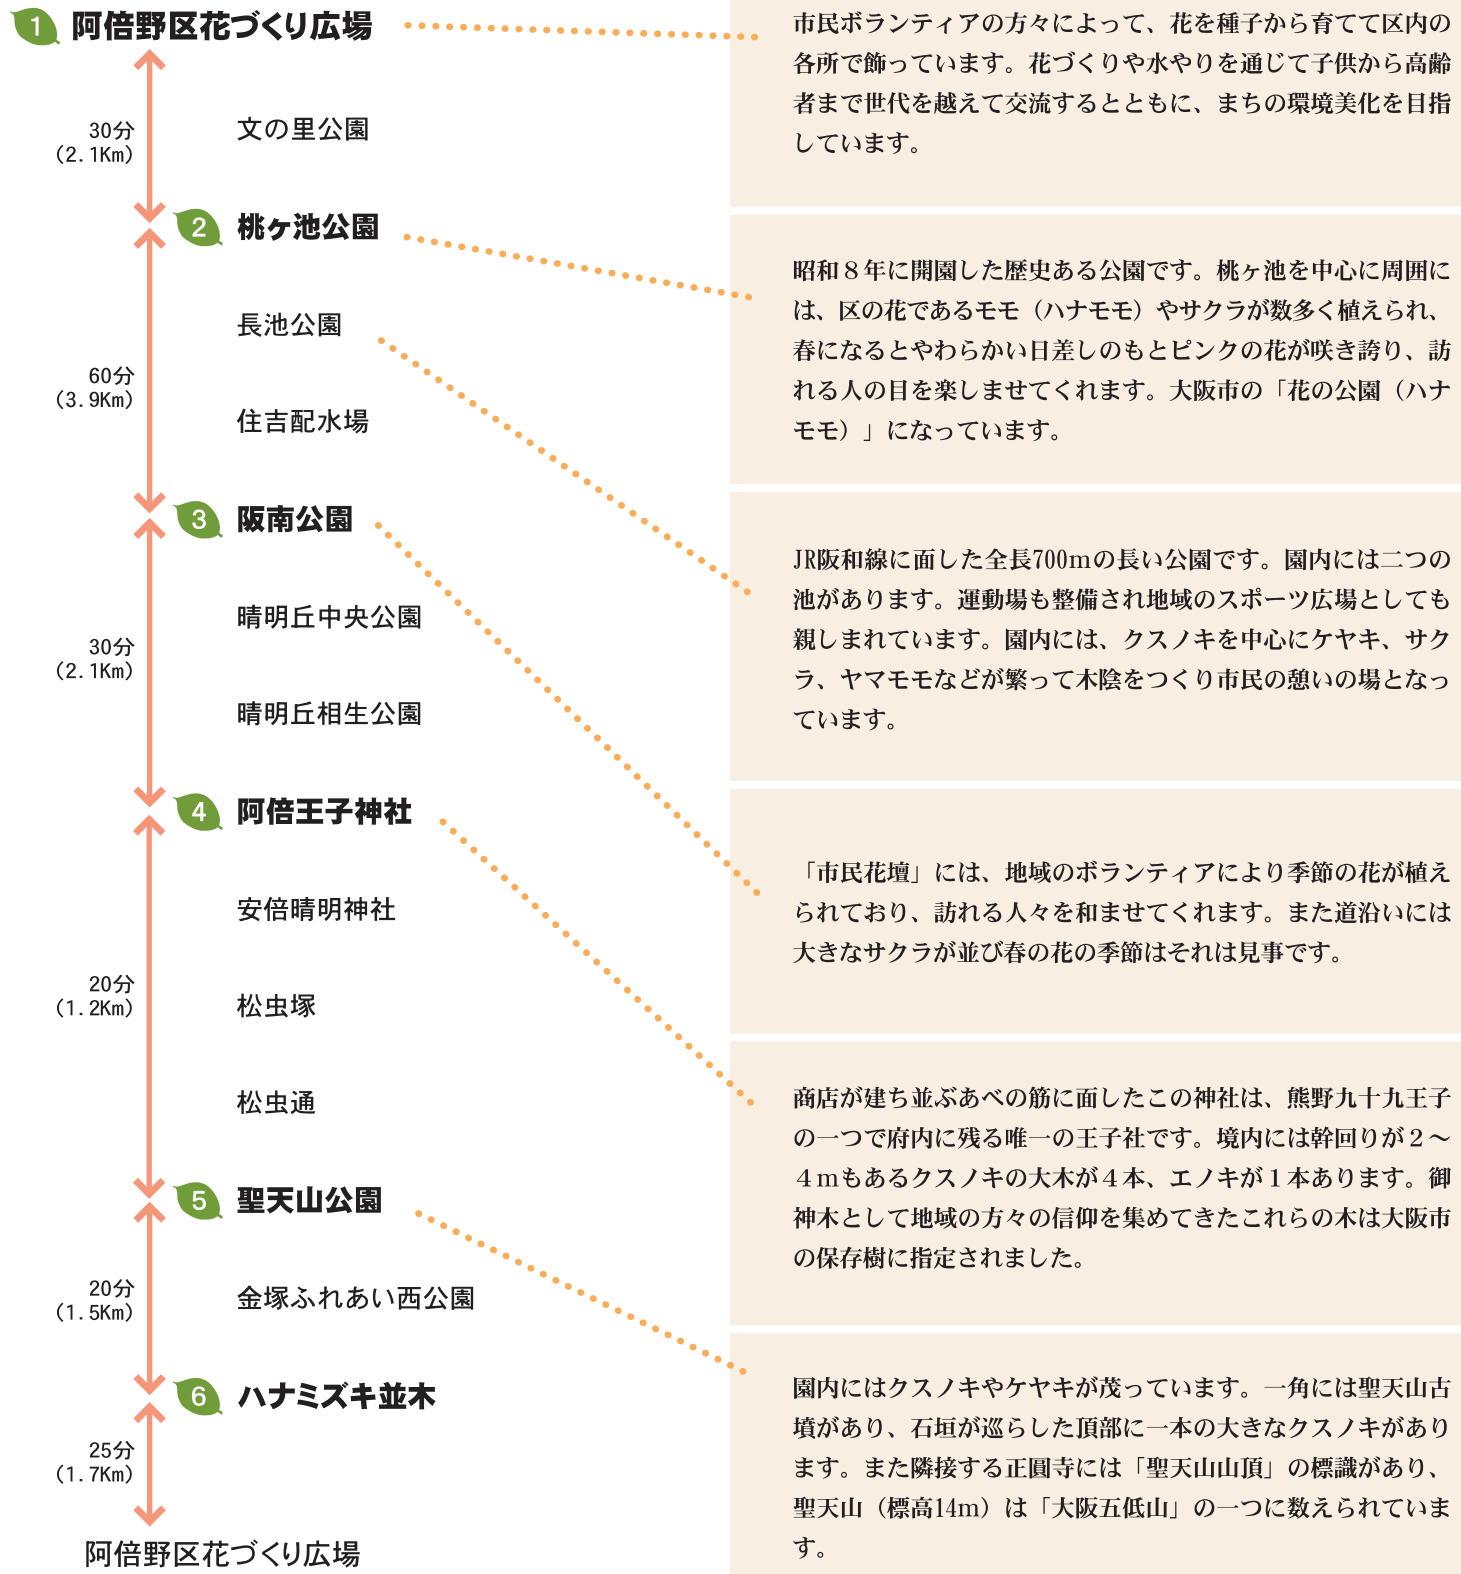 1 阿倍野区花づくり広場
30分
(2.1Km)
文の里公園
2 桃ヶ池公園
60分
(3.9Km)
長池公園
住吉配水場
3 阪南公園
30分
(2.1Km)
晴明丘中央公園
晴明丘相生公園
4 阿倍王子神社
20分
(1.2Km)
安倍晴明神社
松虫塚
松虫通
5 聖天山公園
20分
(1.5Km)
金塚ふれあい西公園
6 ハナミズキ並木
25分
(1.7Km)
阿倍野区花づくり広場
市民ボランティアの方々によって、花を種子から育てて区内の
各所で飾っています。花づくりや水やりを通じて子供から高齢
者まで世代を越えて交流するとともに、まちの環境美化を目指
しています。
昭和８年に開園した歴史ある公園です。桃ヶ池を中心に周囲に
は、区の花であるモモ（ハナモモ）やサクラが数多く植えられ、
春になるとやわらかい日差しのもとピンクの花が咲き誇り、訪
れる人の目を楽しませてくれます。大阪市の「花の公園（ハナ
モモ）」になっています。
JR阪和線に面した全長700ｍの長い公園です。園内には二つの
池があります。運動場も整備され地域のスポーツ広場としても
親しまれています。園内には、クスノキを中心にケヤキ、サク
ラ、ヤマモモなどが繁って木陰をつくり市民の憩いの場となっ
ています。
「市民花壇」には、地域のボランティアにより季節の花が植え
られており、訪れる人々を和ませてくれます。また道沿いには
大きなサクラが並び春の花の季節はそれは見事です。
商店が建ち並ぶあべの筋に面したこの神社は、熊野九十九王子
の一つで府内に残る唯一の王子社です。境内には幹回りが２〜
４ｍもあるクスノキの大木が４本、エノキが１本あります。御
神木として地域の方々の信仰を集めてきたこれらの木は大阪市
の保存樹に指定されました。
園内にはクスノキやケヤキが茂っています。一角には聖天山古
墳があり、石垣が巡らした頂部に一本の大きなクスノキがあり
ます。また隣接する正圓寺には「聖天山山頂」の標識があり、
聖天山（標高14m）は「大阪五低山」の一つに数えられていま
す。